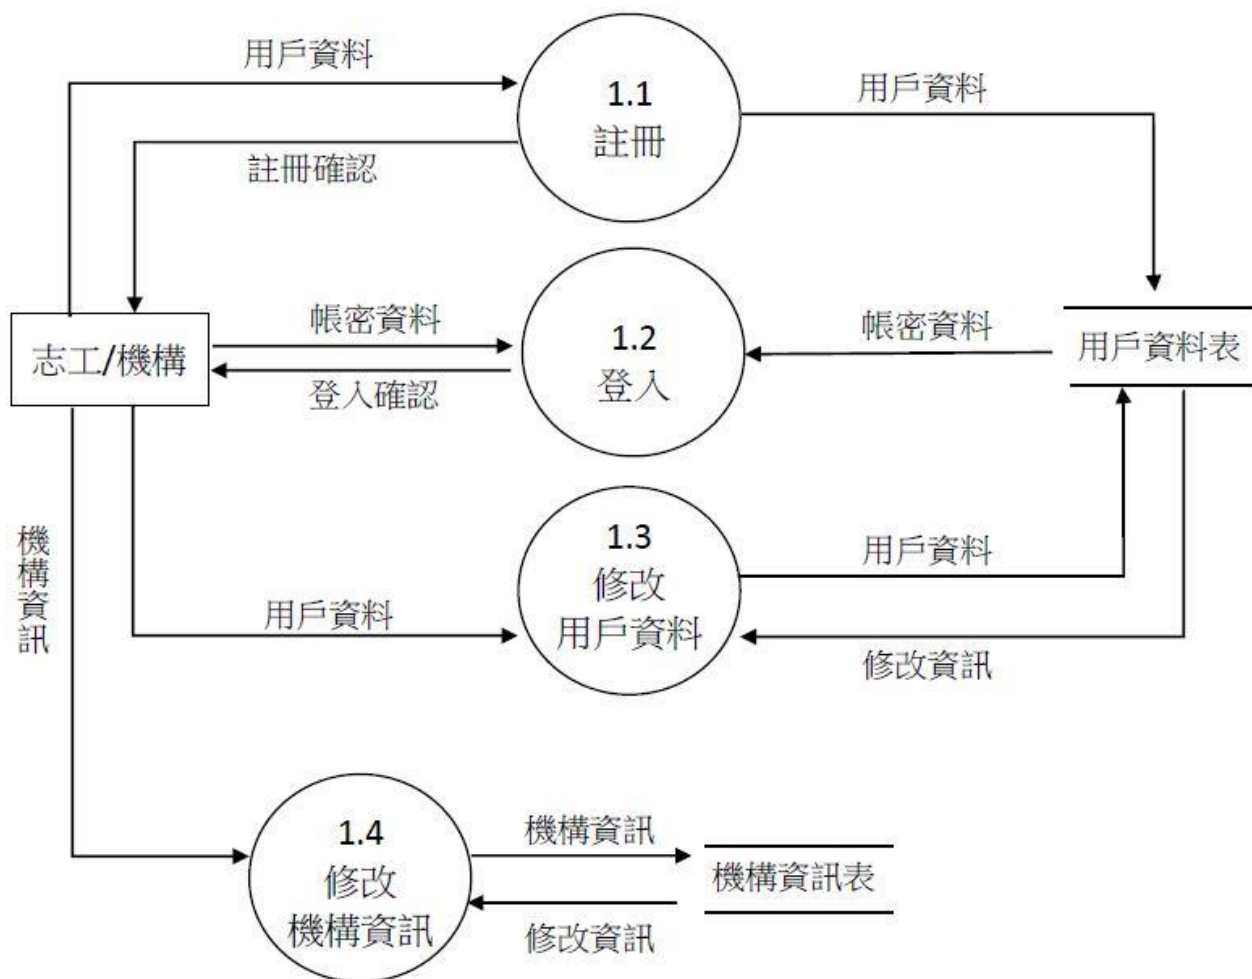 用戶資料
1.1
註冊
用戶資料
註冊確認
帳密資料
帳密資料
志工/機構
1.2
登入
用戶資料表
登入確認
機構資訊
1.3
修改
用戶資料
用戶資料
用戶資料
修改資訊
1.4
修改
機構資訊
機構資訊
機構資訊表
修改資訊